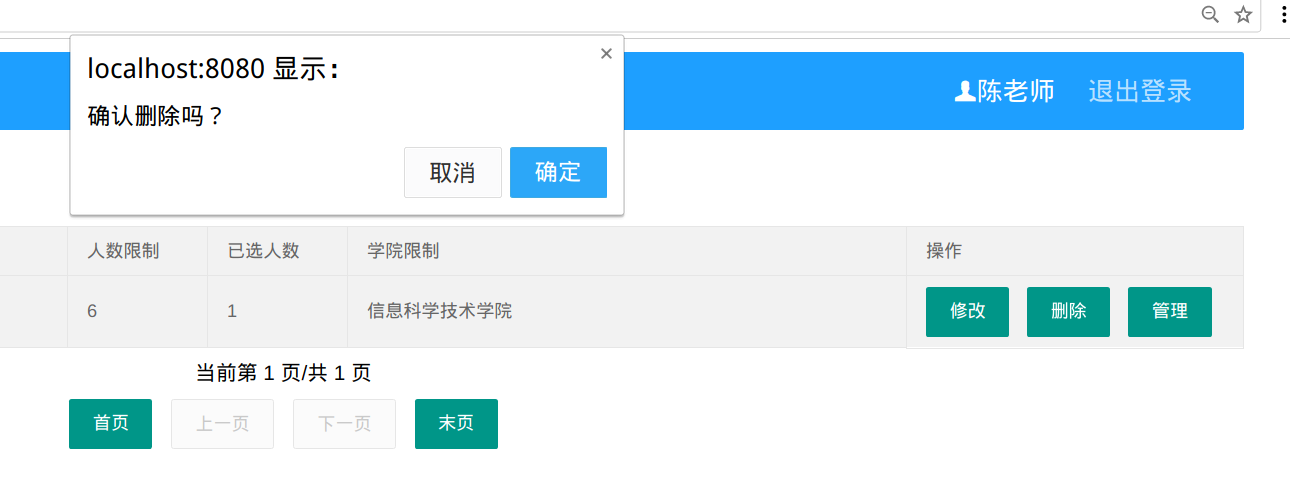 localhost:8080 显示：
确认删除吗？
取消 确定
陈老师 退出登录
人数限制 已选人数 学院限制 操作
6 1 信息科学技术学院 修改 删除 管理
当前第 1 页/共 1 页
首页 上一页 下一页 末页